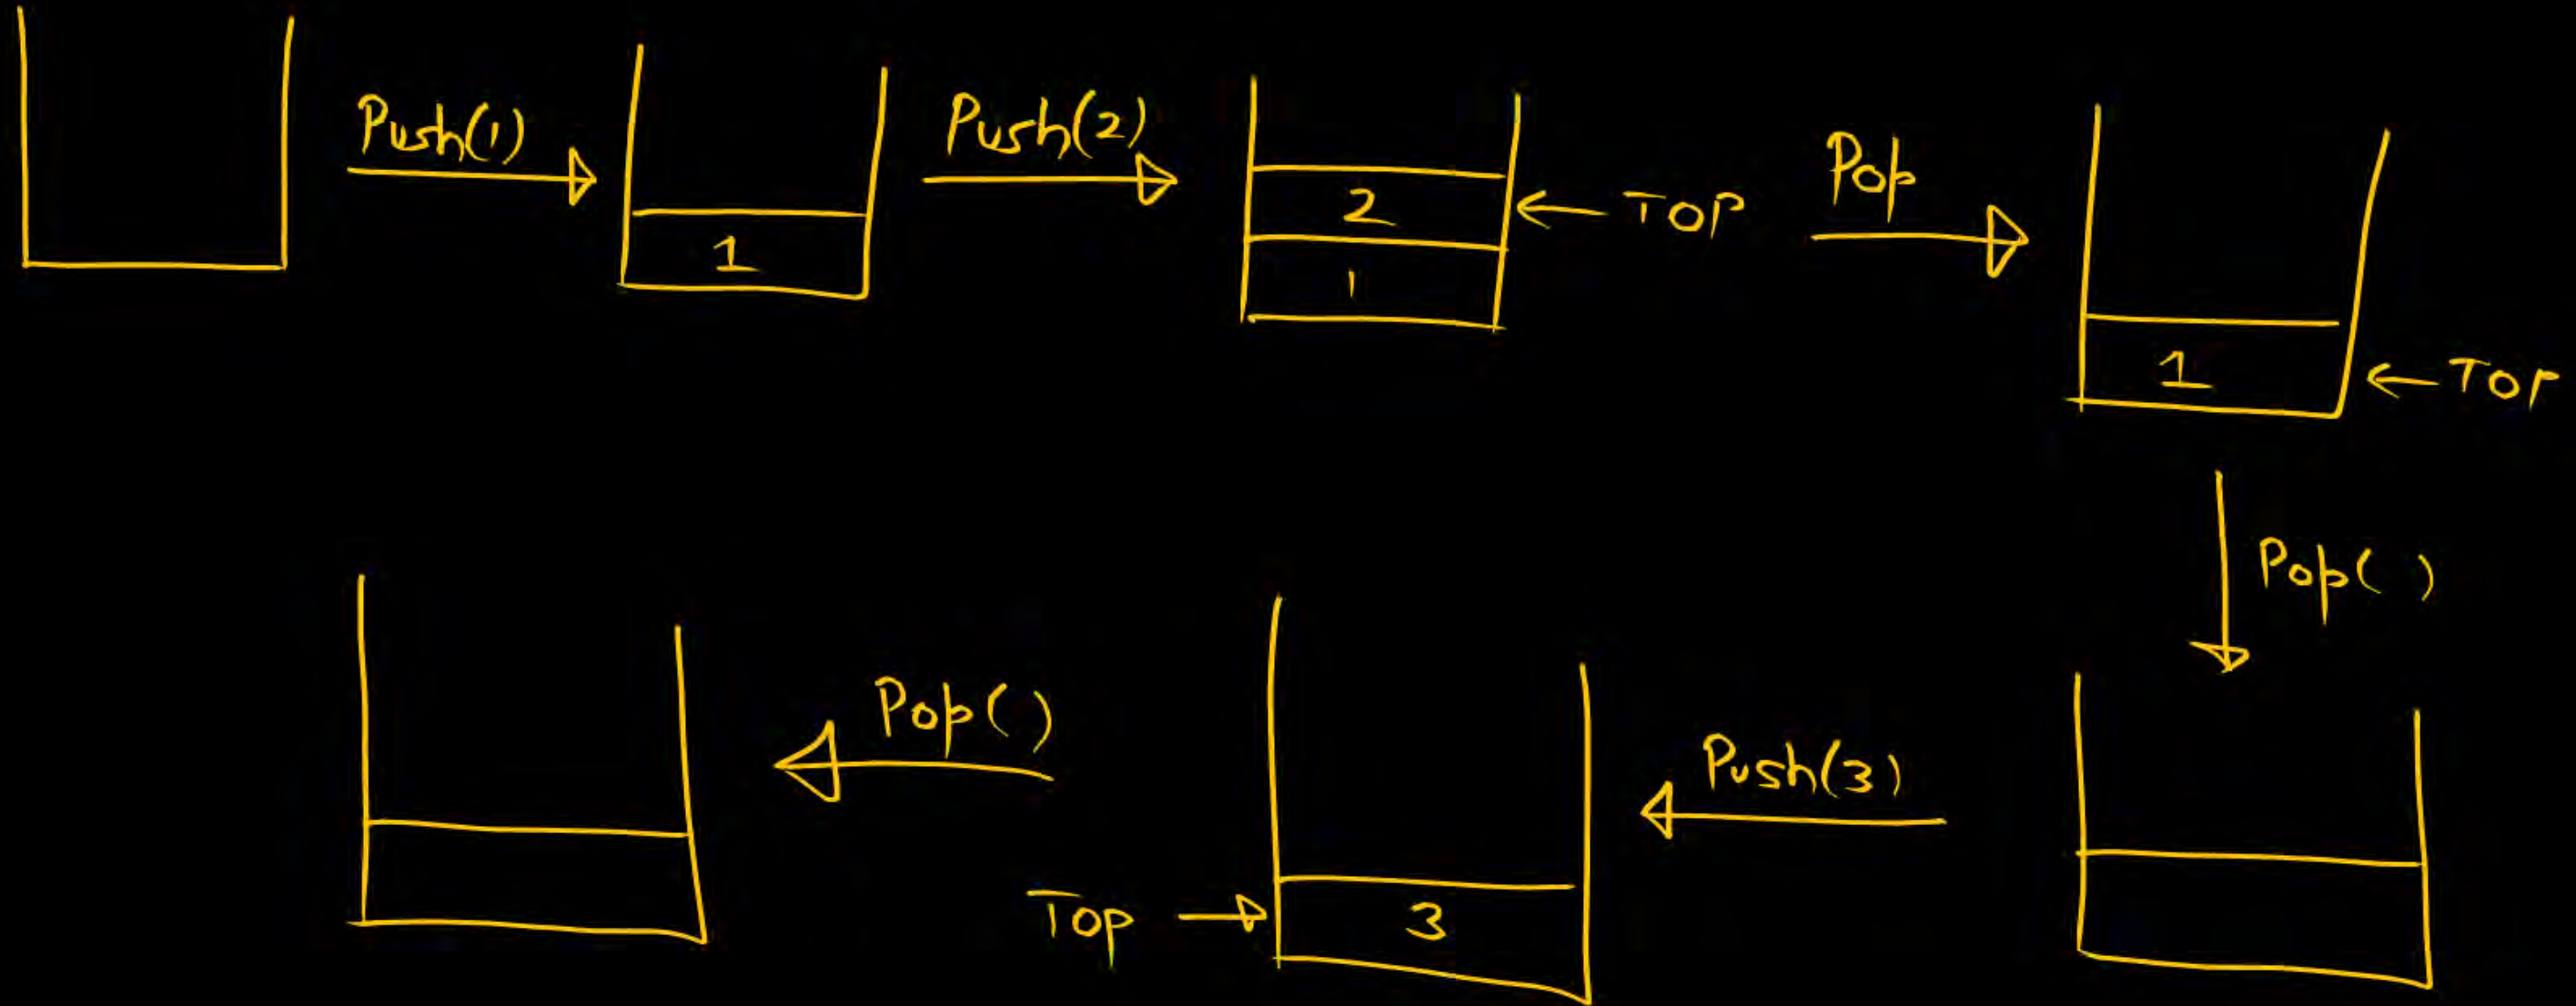 Push(1)
1
Push(2)
2
1
← TOP
Pop
1
← TOP
Pop( )
Push(3)
3
Top →
Pop( )